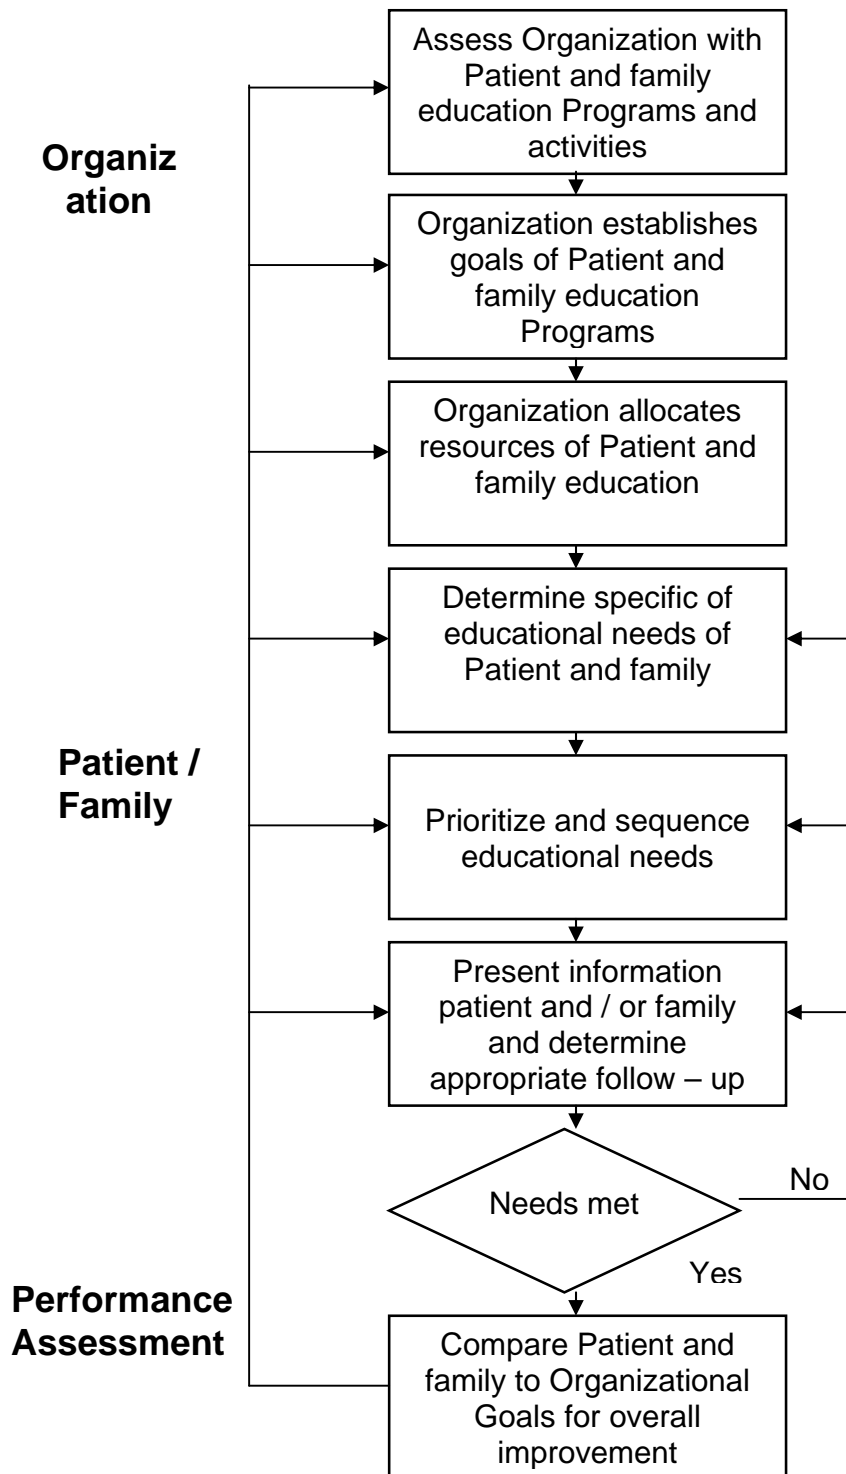 Assess Organization with
Patient and family
education Programs and
activities
Organiz
ation
Organization establishes
goals of Patient and
family education
Programs
Organization allocates
resources of Patient and
family education
Determine specific of
educational needs of
Patient and family
Patient /
Family
Prioritize and sequence
educational needs
Present information
patient and / or family
and determine
appropriate follow – up
No
Needs met
Yes
Performance
Assessment
Compare Patient and
family to Organizational
Goals for overall
improvement